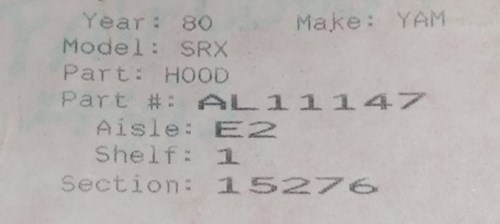 Year: 80 Make: YAM
Model: SRX
Part: HOOD
Part #: AL11147
Aisle: E2
Shelf: 1
Section: 15276